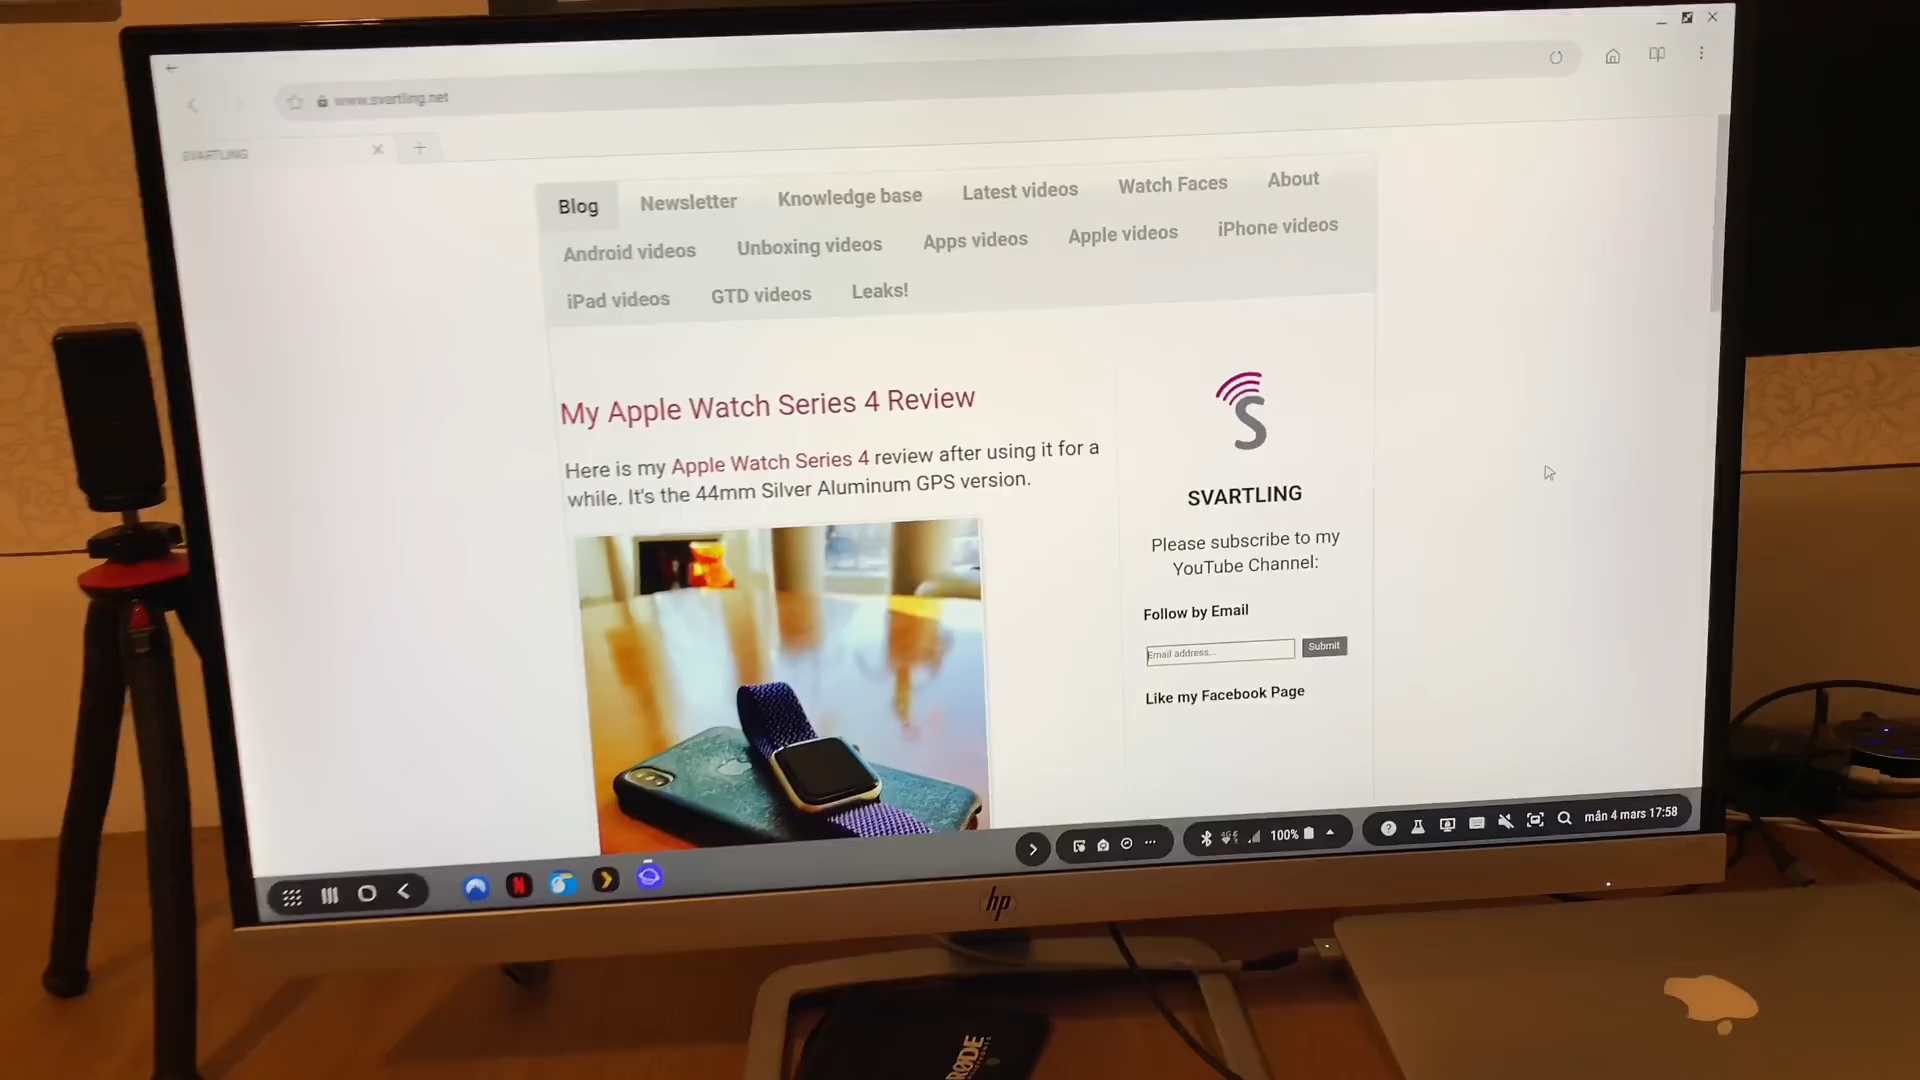 www.svartling.net
SVARTLING
Blog Newsletter Knowledge base Latest videos Watch Faces About
Android videos Unboxing videos Apps videos Apple videos iPhone videos
iPad videos GTD videos Leaks!
My Apple Watch Series 4 Review
Here is my Apple Watch Series 4 review after using it for a
while. It's the 44mm Silver Aluminum GPS version.
S
SVARTLING
Please subscribe to my
YouTube Channel:
Follow by Email
Email address...
Submit
Like my Facebook Page
100%
mån 4 mars 17:58
N
hp
RØDE